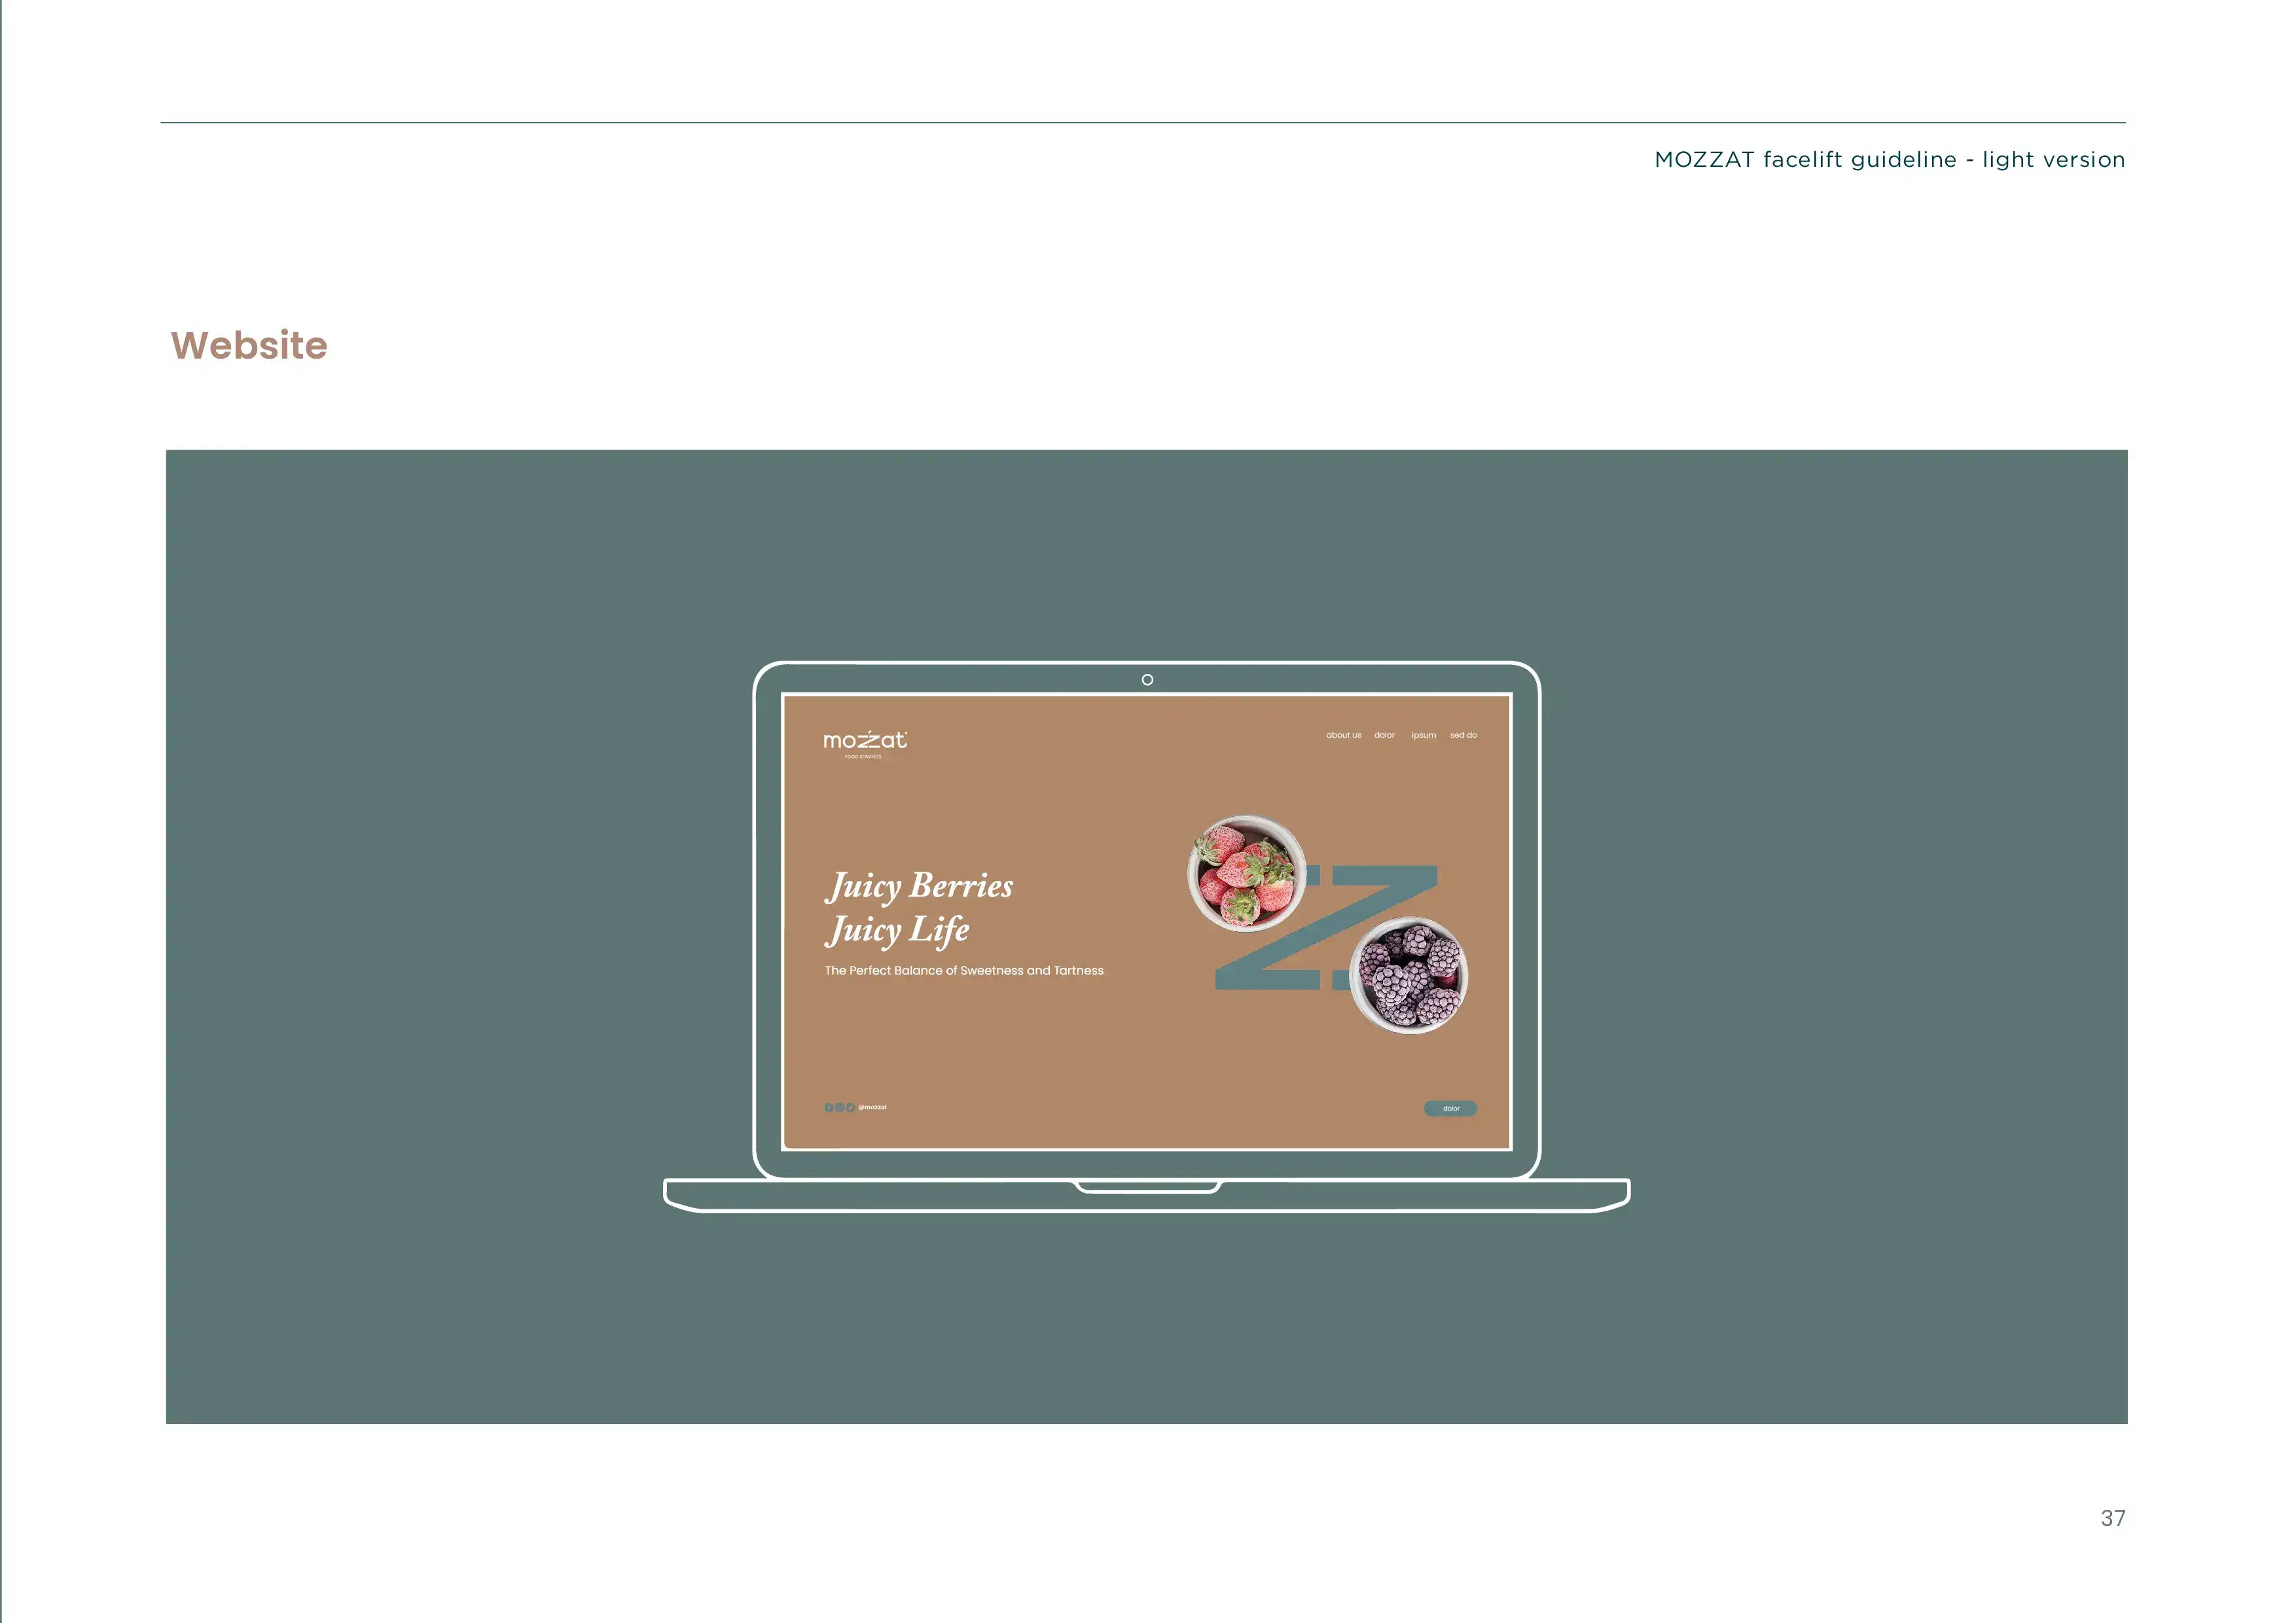 MOZZAT facelift guideline - light version
Website
mozzat
FOOD SERVICES
about us dolor ipsum sed do
Juicy Berries
Juicy Life
The Perfect Balance of Sweetness and Tartness
@mozzat
dolor
37